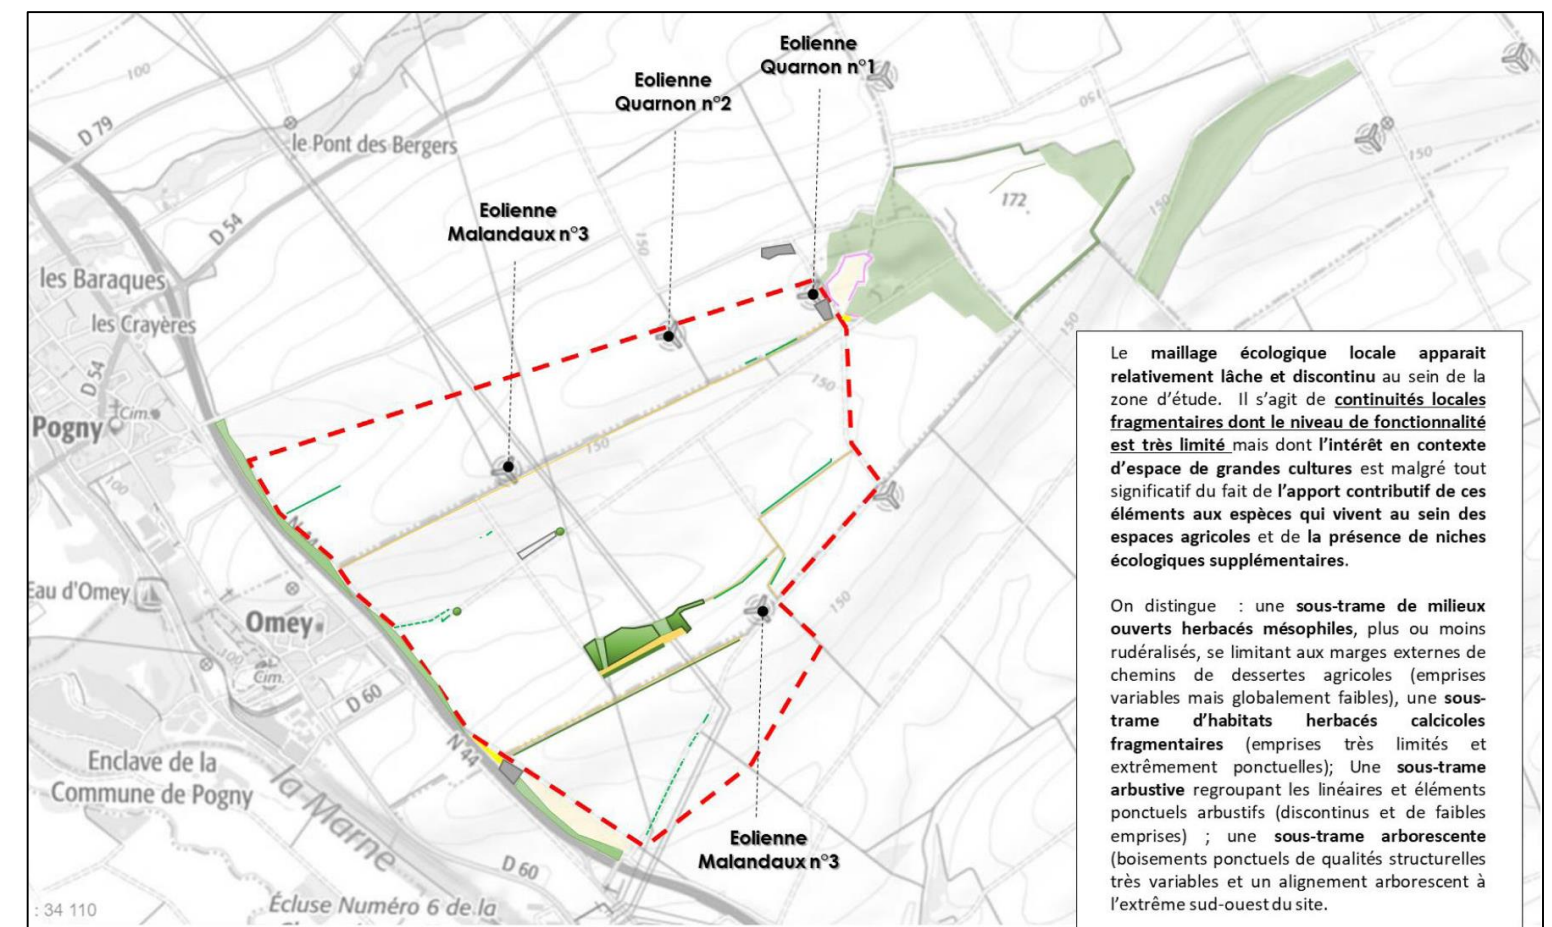 Eolienne
Quarnon n°1
Eolienne
Quarnon n°2
100
D 79
le Pont des Bergers
150
150
Eolienne
Malandaux n°3
172
150
D 54
150
les Baraques
les Crayères
150
150
D 54
Cim.
Pogny
150
100
N 44
Eau d'Omey
150
Omey
100
Cim.
D 60
N 44
Enclave de la
Commune de Pogny
la Marne
Eolienne
Malandaux n°3
D 60
Écluse Numéro 6 de la
: 34 110
Le maillage écologique locale apparait
relativement lâche et discontinu au sein de la
zone d'étude. Il s'agit de continuités locales
fragmentaires dont le niveau de fonctionnalité
est très limité mais dont l'intérêt en contexte
d'espace de grandes cultures est malgré tout
significatif du fait de l'apport contributif de ces
éléments aux espèces qui vivent au sein des
espaces agricoles et de la présence de niches
écologiques supplémentaires.
On distingue : une sous-trame de milieux
ouverts herbacés mésophiles, plus ou moins
rudéralisés, se limitant aux marges externes de
chemins de dessertes agricoles (emprises
variables mais globalement faibles), une sous-
trame d'habitats herbacés calcicoles
fragmentaires (emprises très limités et
extrêmement ponctuelles); Une sous-trame
arbustive regroupant les linéaires et éléments
ponctuels arbustifs (discontinus et de faibles
emprises) ; une sous-trame arborescente
(boisements ponctuels de qualités structurelles
très variables et un alignement arborescent à
l'extrême sud-ouest du site.